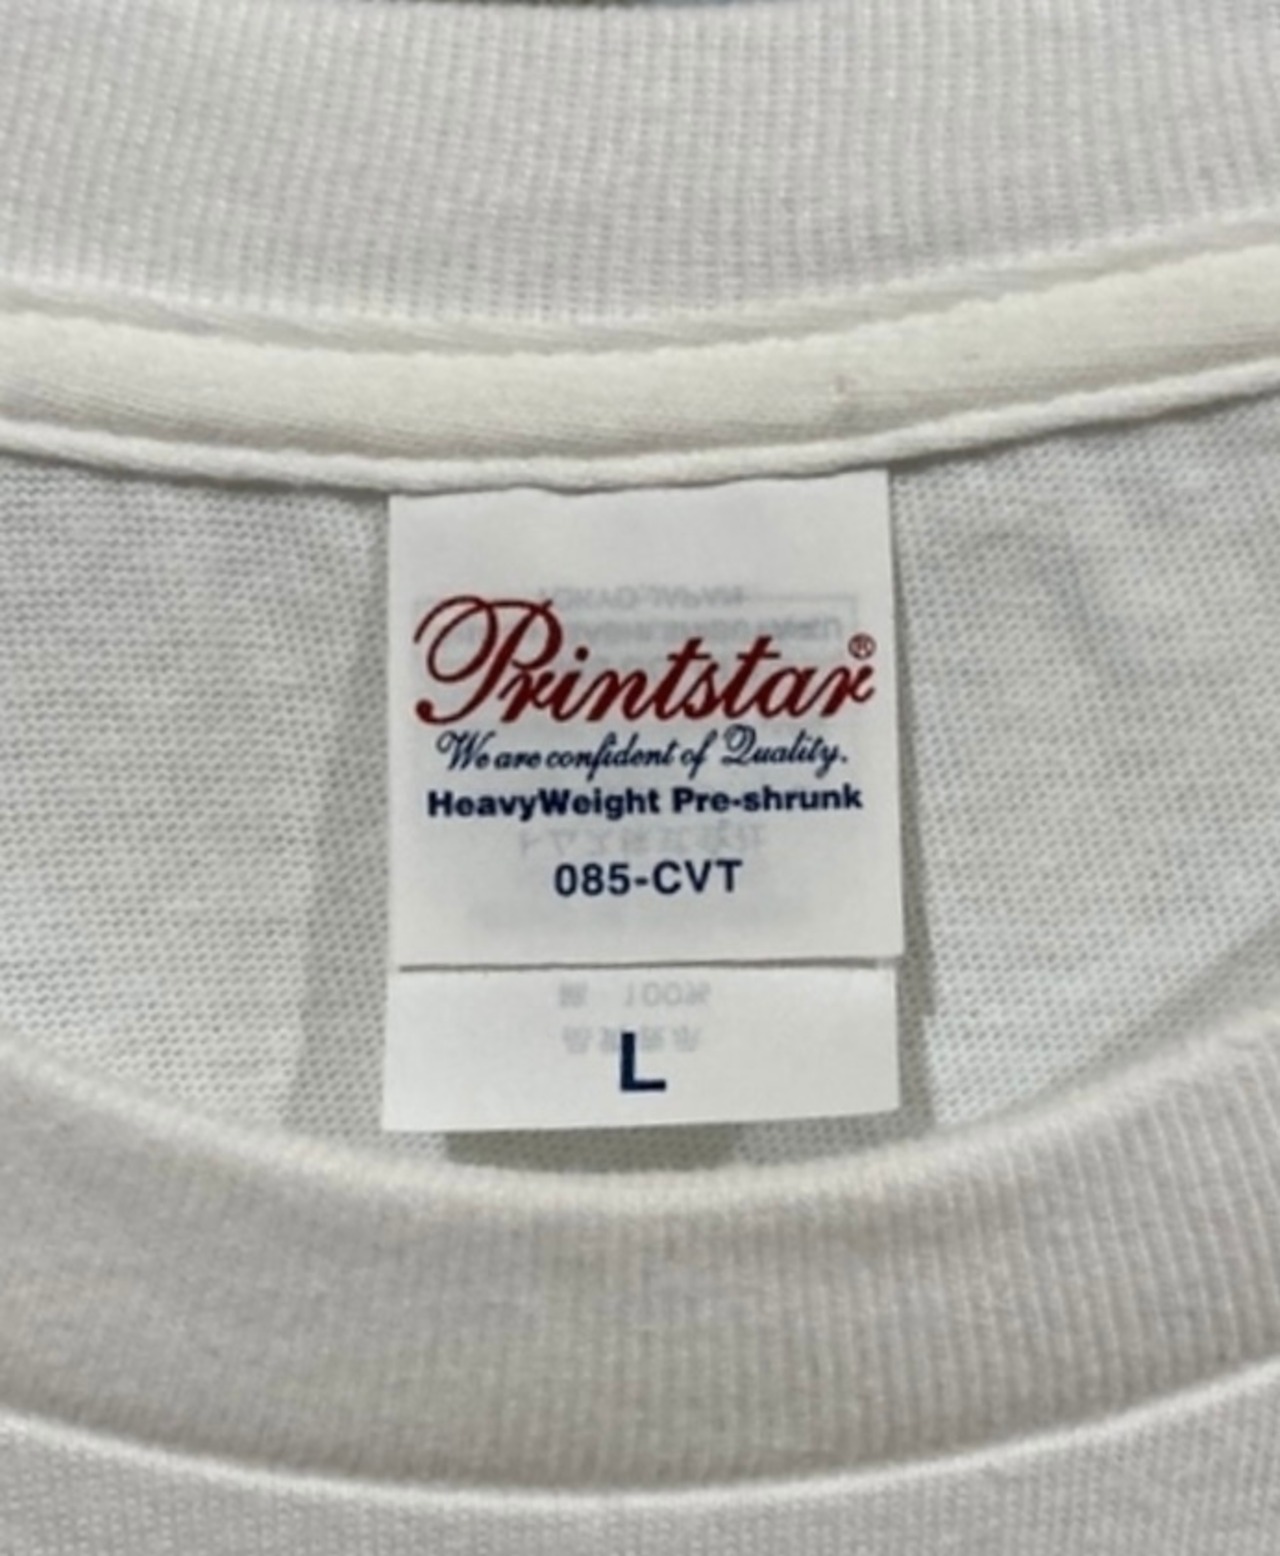 Printstar®
We are confident of Quality.
HeavyWeight Pre-shrunk
085-CVT
L